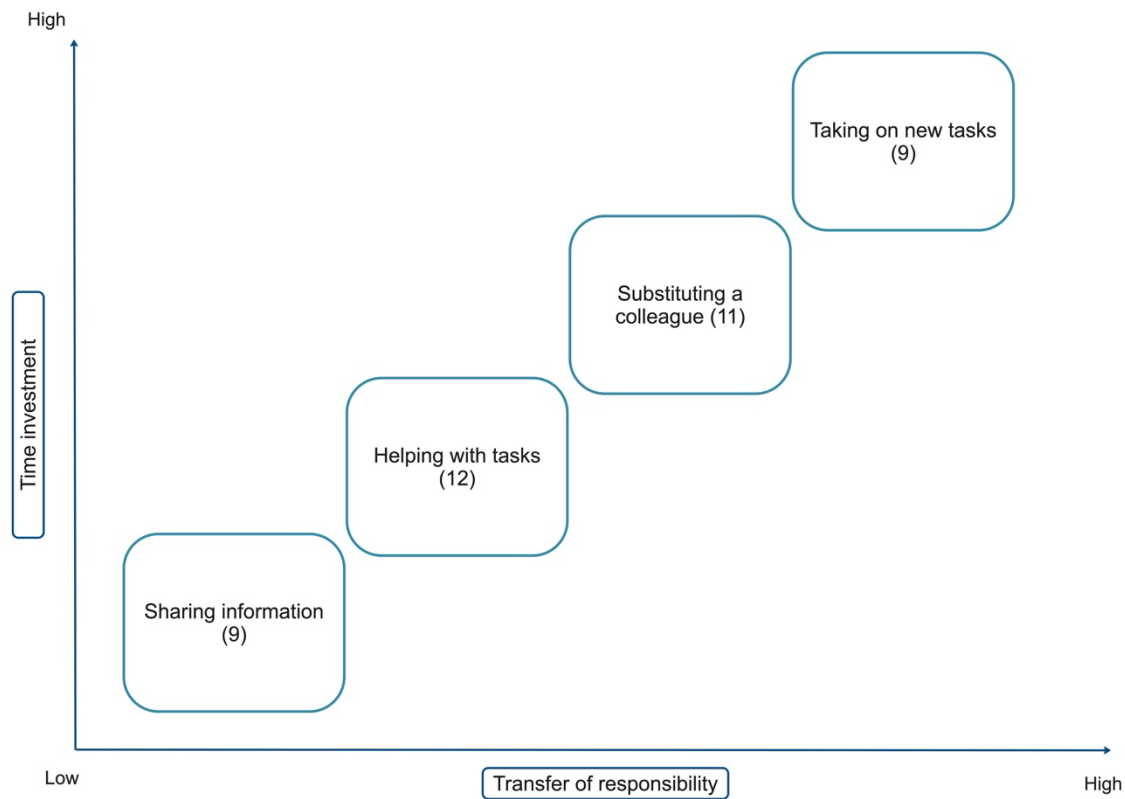 High
Taking on new tasks
(9)
Substituting a
colleague (11)
Time investment
Helping with tasks
(12)
Sharing information
(9)
Low
Transfer of responsibility
High